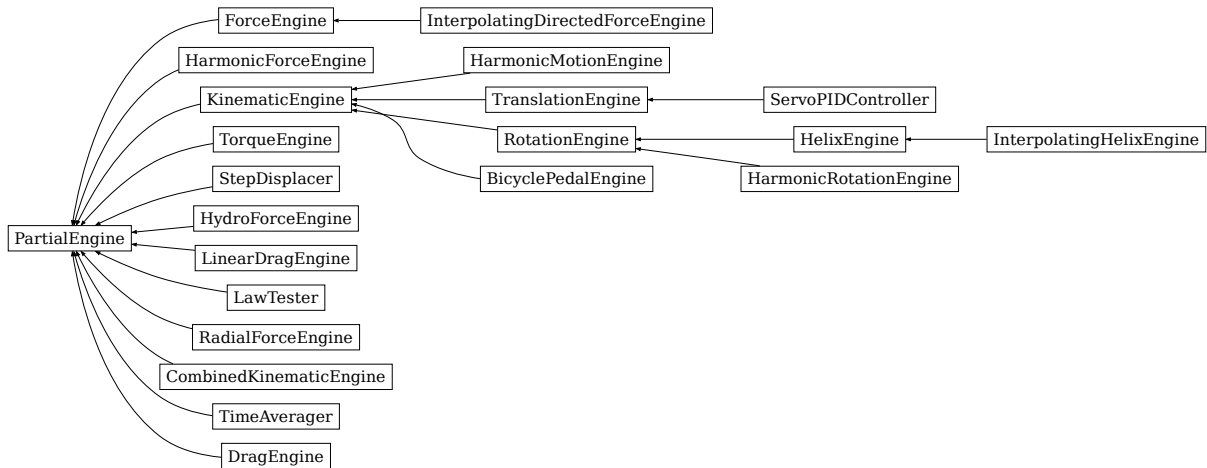 ForceEngine
InterpolatingDirectedForceEngine
HarmonicForceEngine
HarmonicMotionEngine
KinematicEngine
TranslationEngine
ServoPIDController
TorqueEngine
RotationEngine
HelixEngine
InterpolatingHelixEngine
StepDisplacer
BicyclePedalEngine
HarmonicRotationEngine
HydroForceEngine
PartialEngine
LinearDragEngine
LawTester
RadialForceEngine
CombinedKinematicEngine
TimeAverager
DragEngine